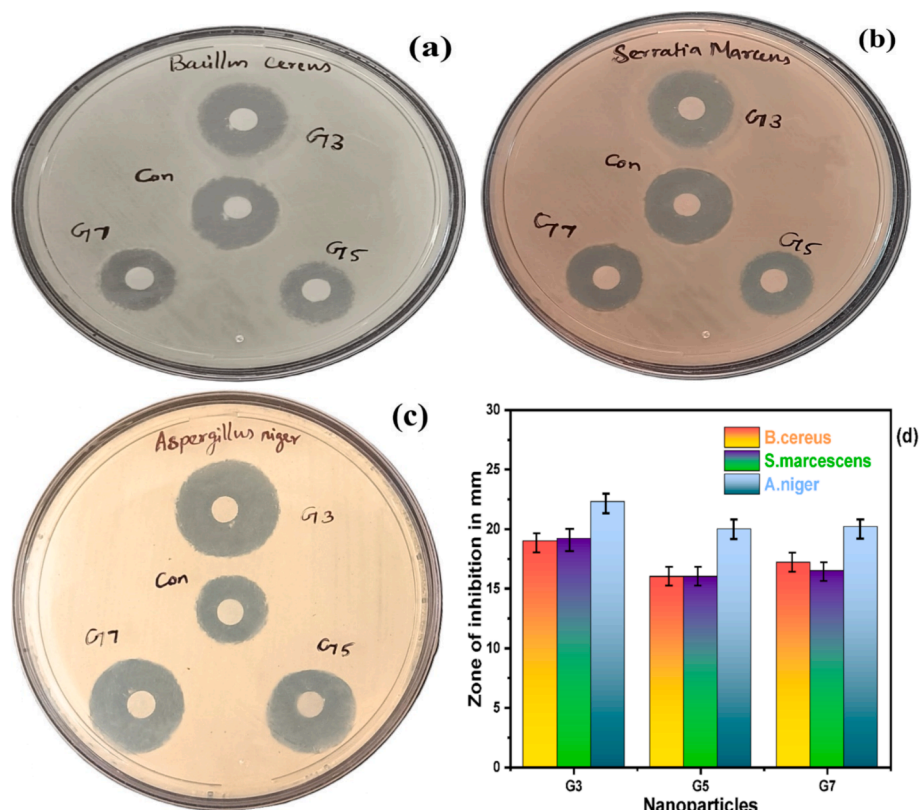 (a)
Bacillus cereus
G3
Con
G7
G5
(b)
Serratia Marcens
G3
Con
G7
G5
(c)
Aspergillus niger
G3
Con
G7
G5
(d)
30
25
20
15
10
5
0
Zone of inhibition in mm
B.cereus
S.marcescens
A.niger
G3
G5
G7
Nanoparticles